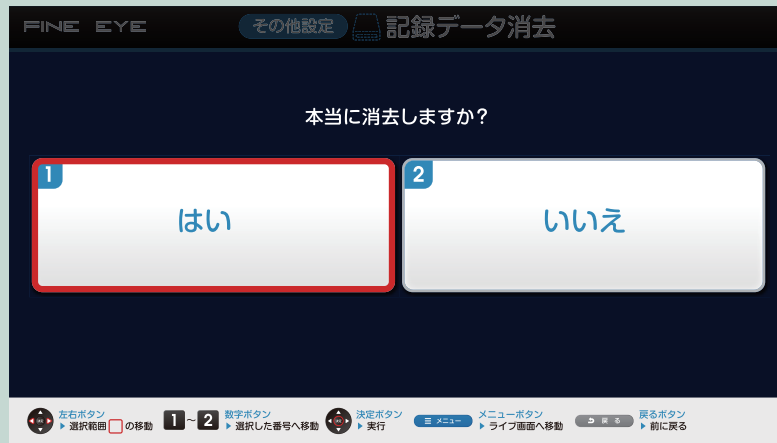 FINE EYE
その他設定 記録データ消去
本当に消去しますか?
1
はい
2
いいえ
左右ボタン
選択範囲 の移動
1～2
数字ボタン
選択した番号へ移動
決定ボタン
実行
メニュー
メニューボタン
ライブ画面へ移動
戻る
戻るボタン
前に戻る